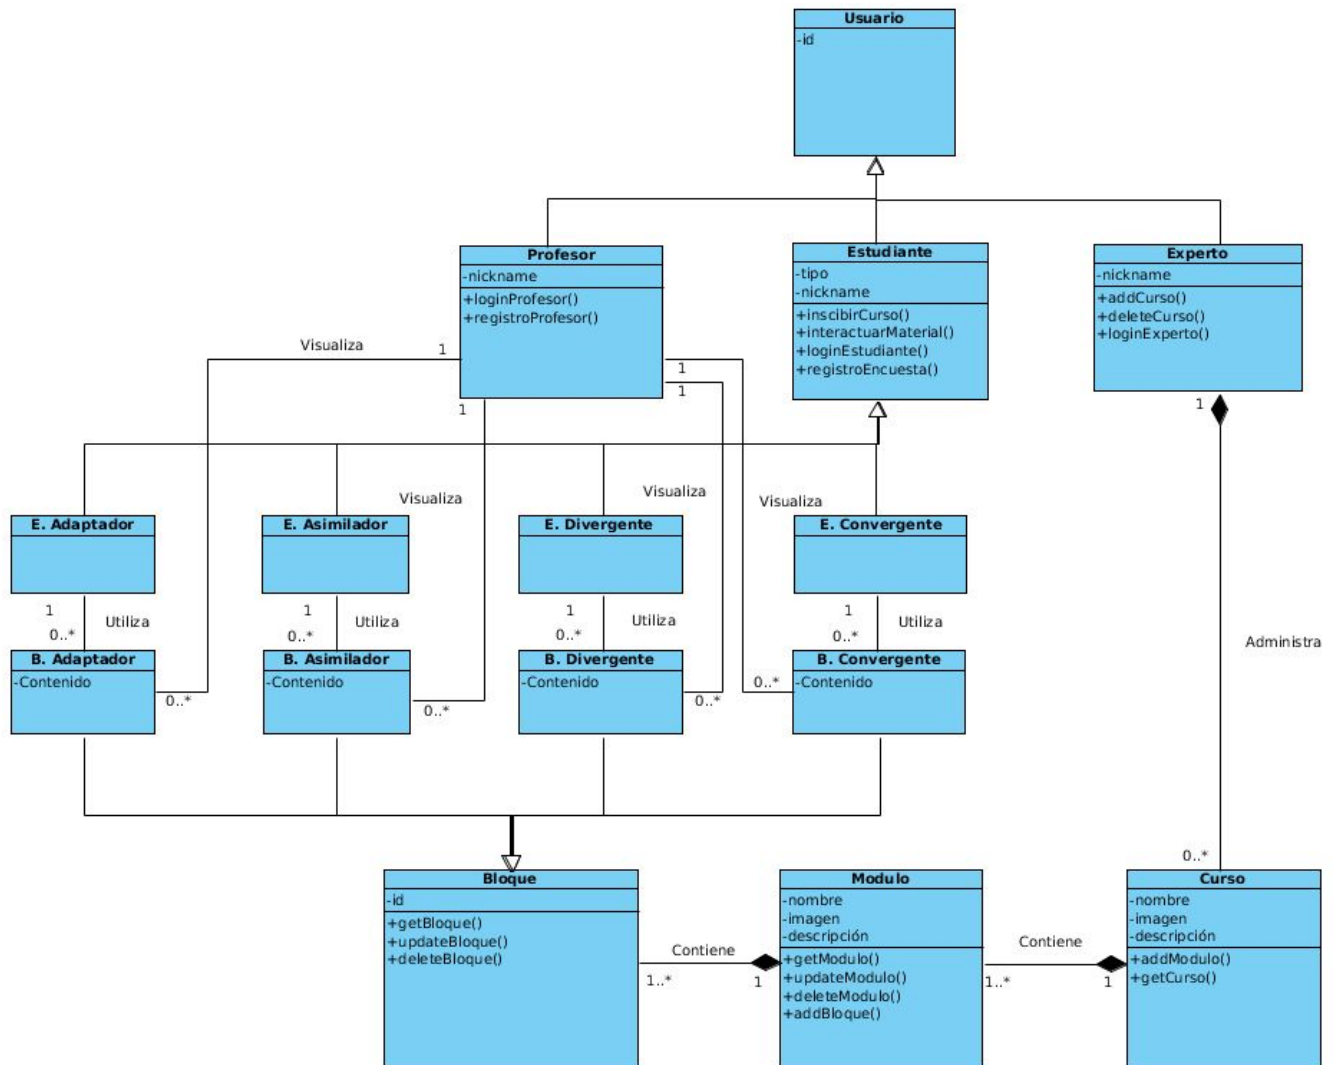 Usuario
-id
Profesor
-nickname
+loginProfesor()
+registroProfesor()
Estudiante
-tipo
-nickname
+inscibirCurso()
+interactuarMaterial()
+loginEstudiante()
+registroEncuesta()
Experto
-nickname
+addCurso()
+deleteCurso()
+loginExperto()
Visualiza
1
1
1
1
1
Visualiza
Visualiza
Visualiza
E. Adaptador
E. Asimilador
E. Divergente
E. Convergente
1
Utiliza
0..*
1
Utiliza
0..*
1
Utiliza
0..*
1
Utiliza
0..*
Administra
B. Adaptador
-Contenido
0..*
B. Asimilador
-Contenido
0..*
B. Divergente
-Contenido
0..*
0..*
B. Convergente
-Contenido
0..*
Bloque
-id
+getBloque()
+updateBloque()
+deleteBloque()
Contiene
1..*
1
Modulo
-nombre
-imagen
-descripción
+getModulo()
+updateModulo()
+deleteModulo()
+addBloque()
Contiene
1..*
1
Curso
-nombre
-imagen
-descripción
+addModulo()
+getCurso()